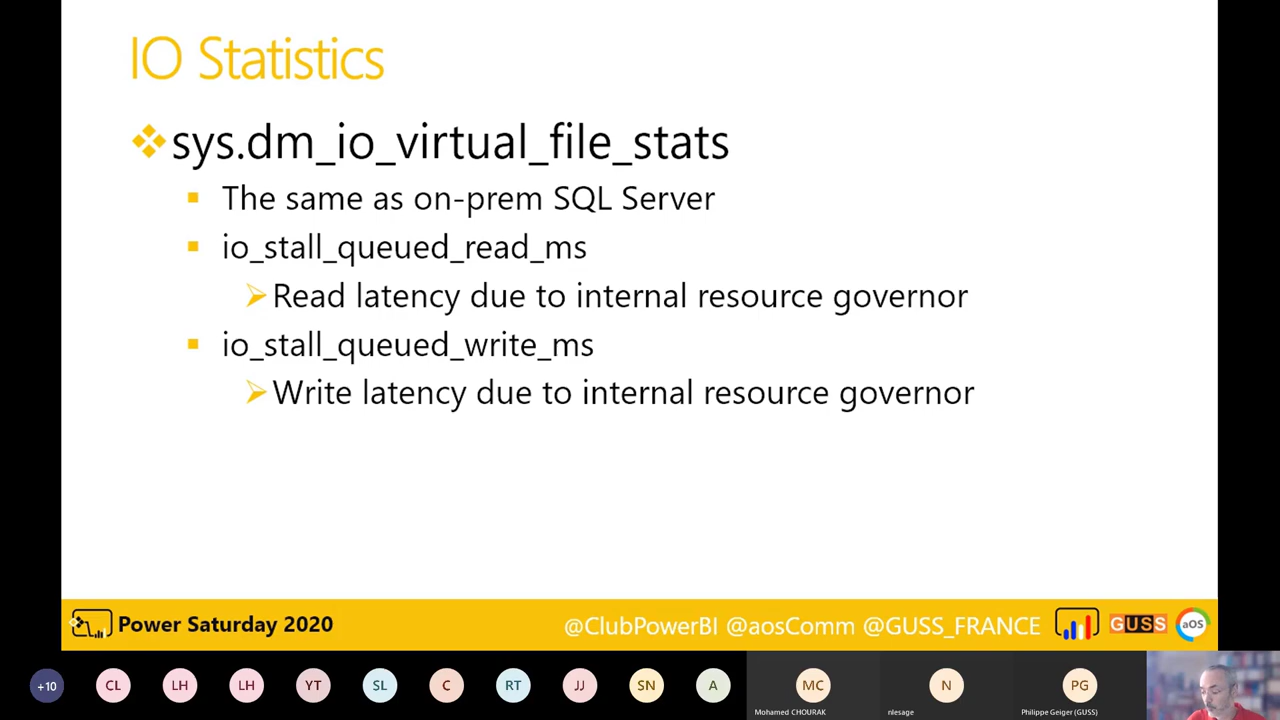 IO Statistics
sys.dm_io_virtual_file_stats
The same as on-prem SQL Server
io_stall_queued_read_ms
Read latency due to internal resource governor
io_stall_queued_write_ms
Write latency due to internal resource governor
Power Saturday 2020
@ClubPowerBI @aosComm @GUSS_FRANCE
GUSS
aOS
+10
CL
LH
LH
YT
SL
C
RT
JJ
SN
A
MC
N
PG
Mohamed CHOURAK
nlesage
Philippe Geiger (GUSS)